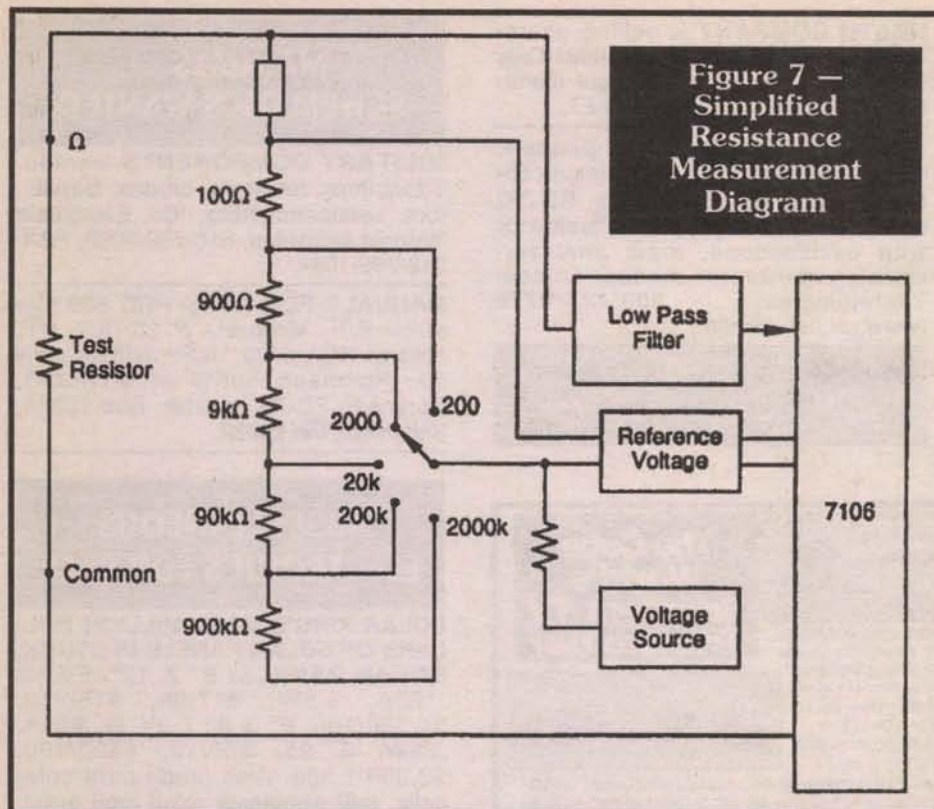 Figure 7 —
Simplified
Resistance
Measurement
Diagram
Ω
100Ω
900Ω
Low Pass
Filter
Test
Resistor
9kΩ
2000
200
Reference
Voltage
20k
7106
90kΩ
200k
2000k
Common
900kΩ
Voltage
Source